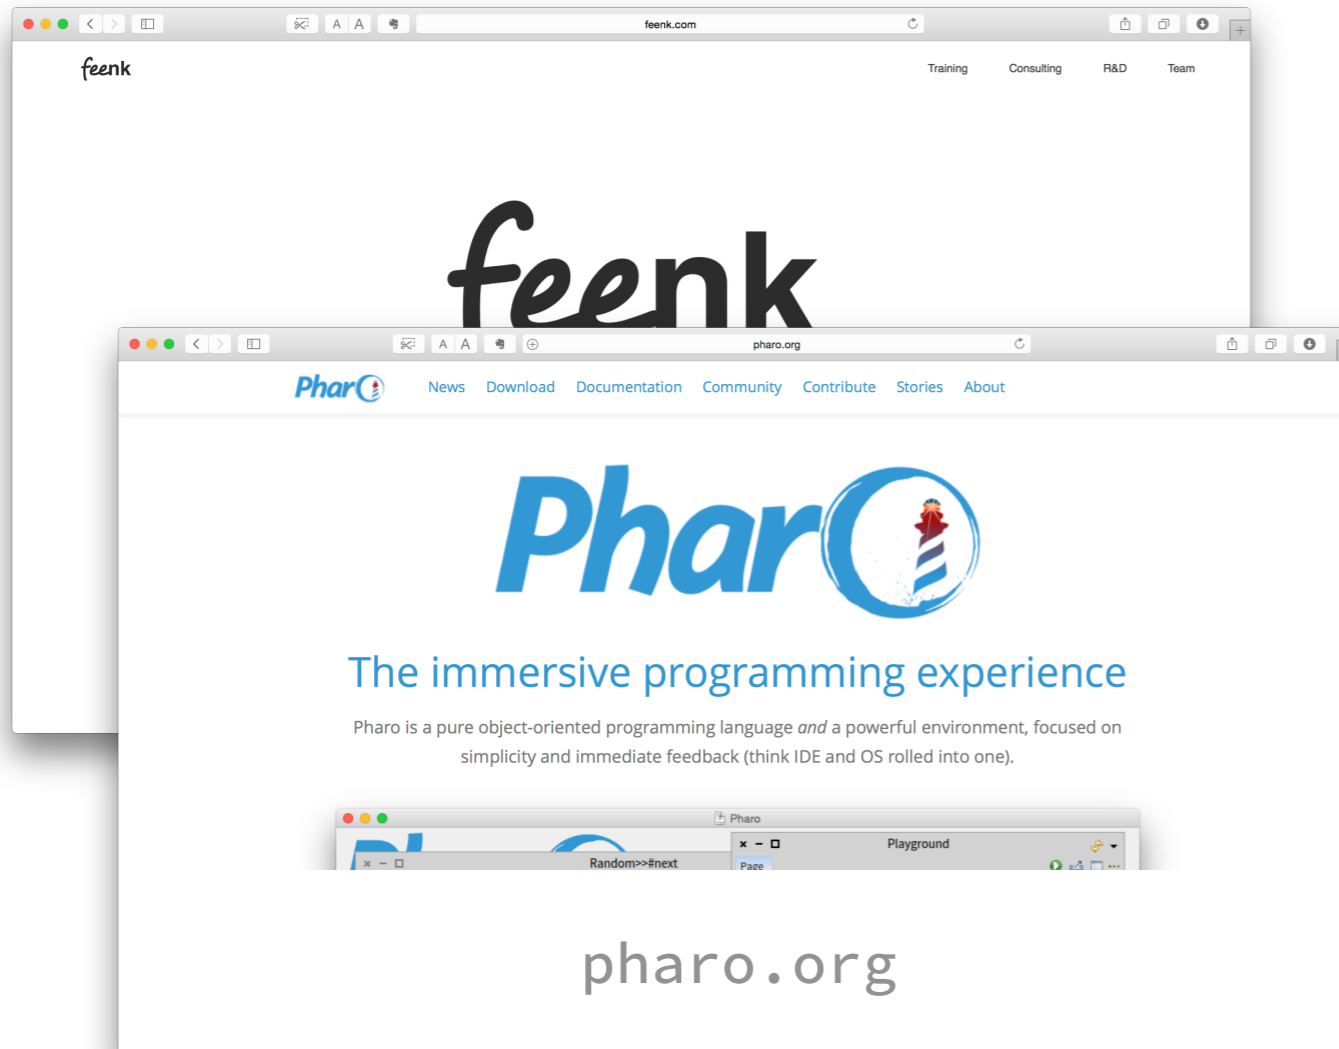 feenk.com
feenk
Training Consulting R&D Team
feenk
A A
pharo.org
A A
Pharo News Download Documentation Community Contribute Stories About
Pharo
The immersive programming experience
Pharo is a pure object-oriented programming language and a powerful environment, focused on
simplicity and immediate feedback (think IDE and OS rolled into one).
Pharo
Playground
Random>>#next
Page
pharo.org